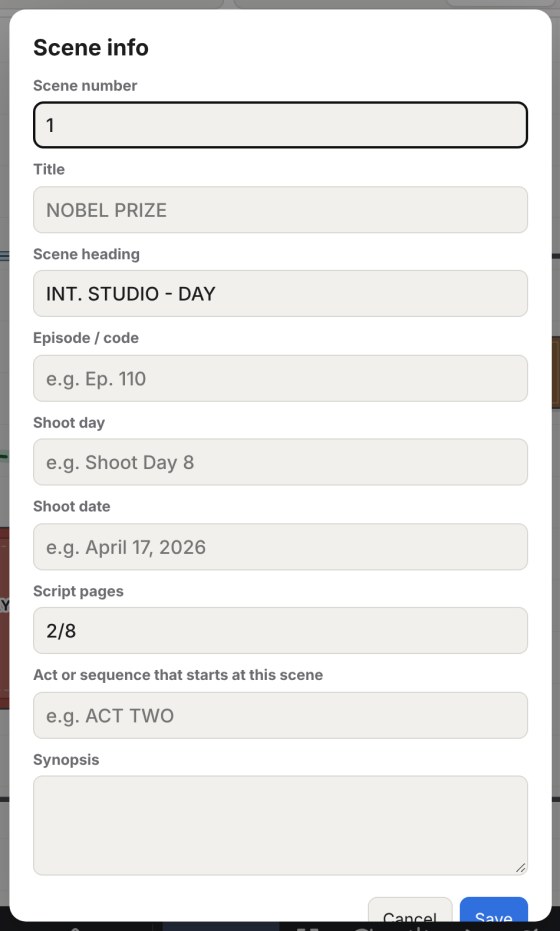 Scene info
Scene number
1
Title
NOBEL PRIZE
Scene heading
INT. STUDIO - DAY
Episode / code
e.g. Ep. 110
Shoot day
e.g. Shoot Day 8
Shoot date
e.g. April 17, 2026
Script pages
2/8
Act or sequence that starts at this scene
e.g. ACT TWO
Synopsis
Cancel
Save